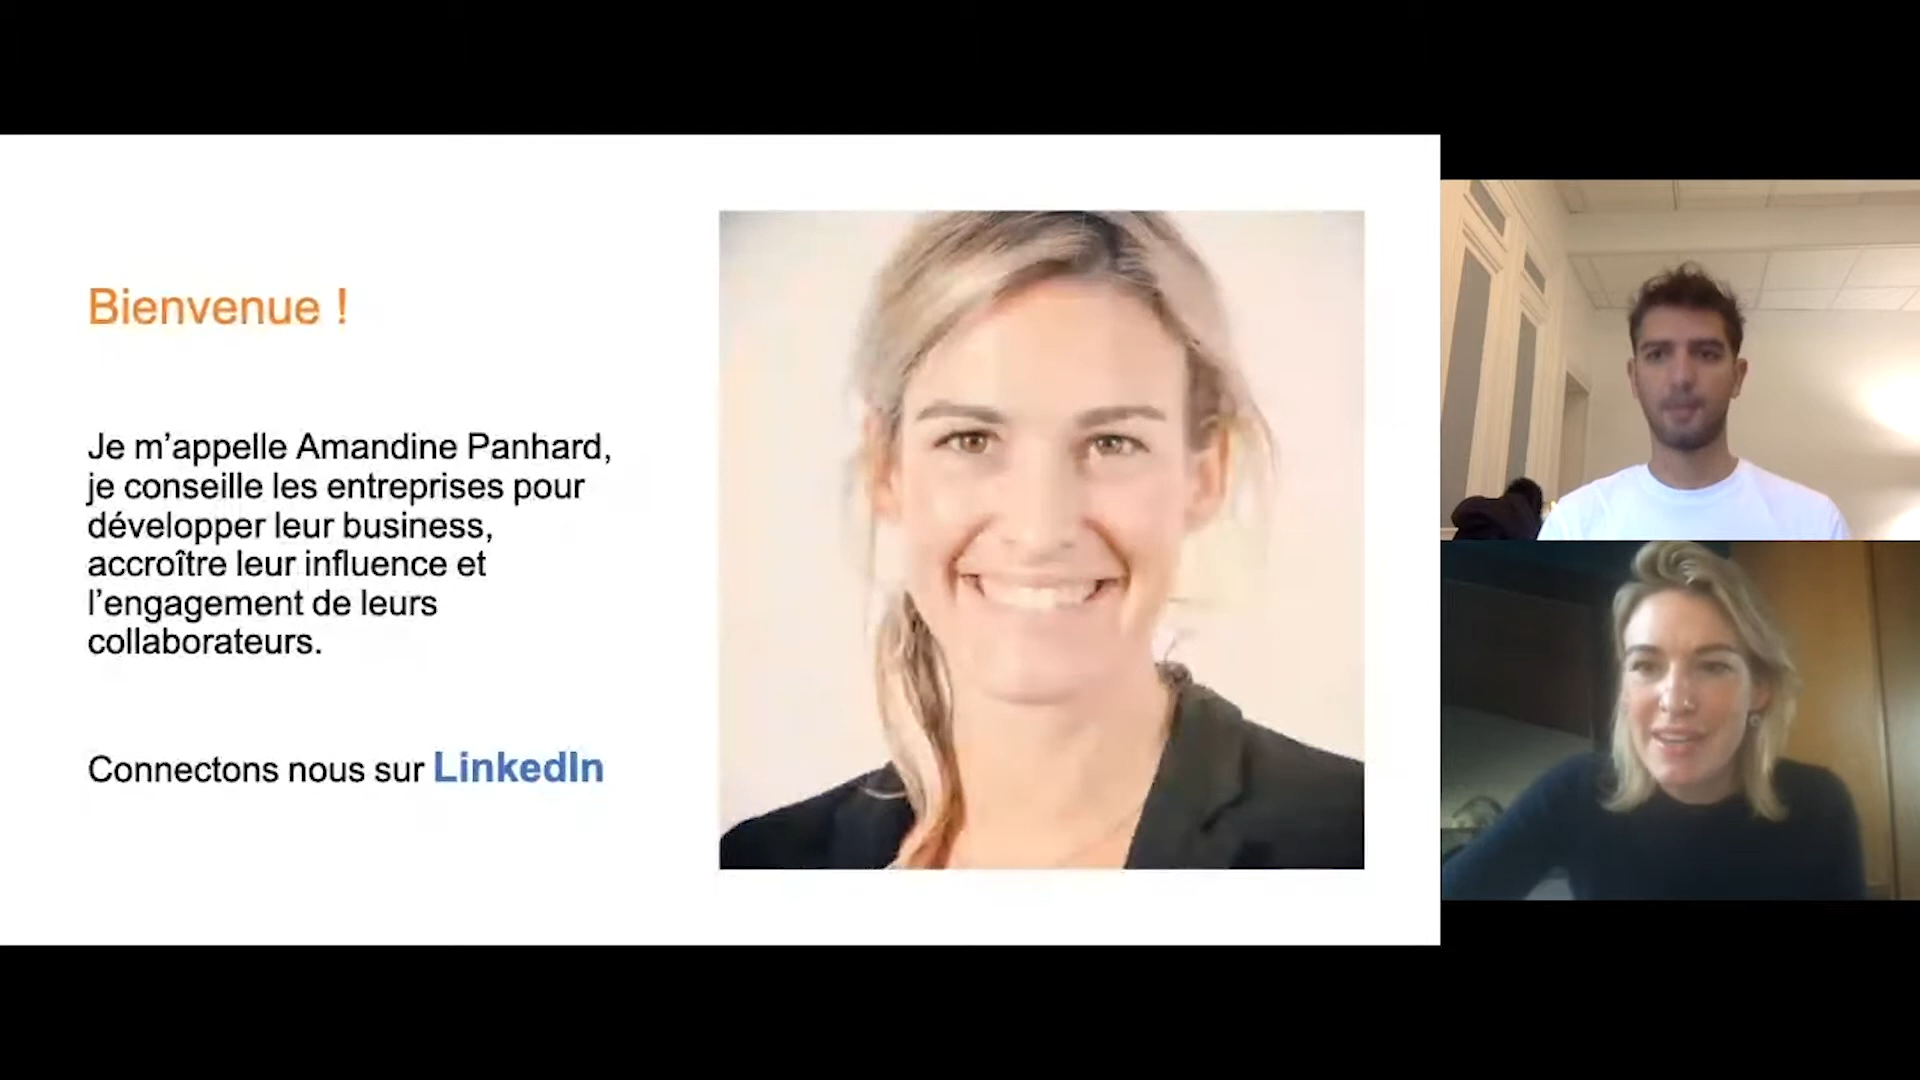 Bienvenue !
Je m’appelle Amandine Panhard,
je conseille les entreprises pour
développer leur business,
accroître leur influence et
l’engagement de leurs
collaborateurs.
Connectons nous sur LinkedIn